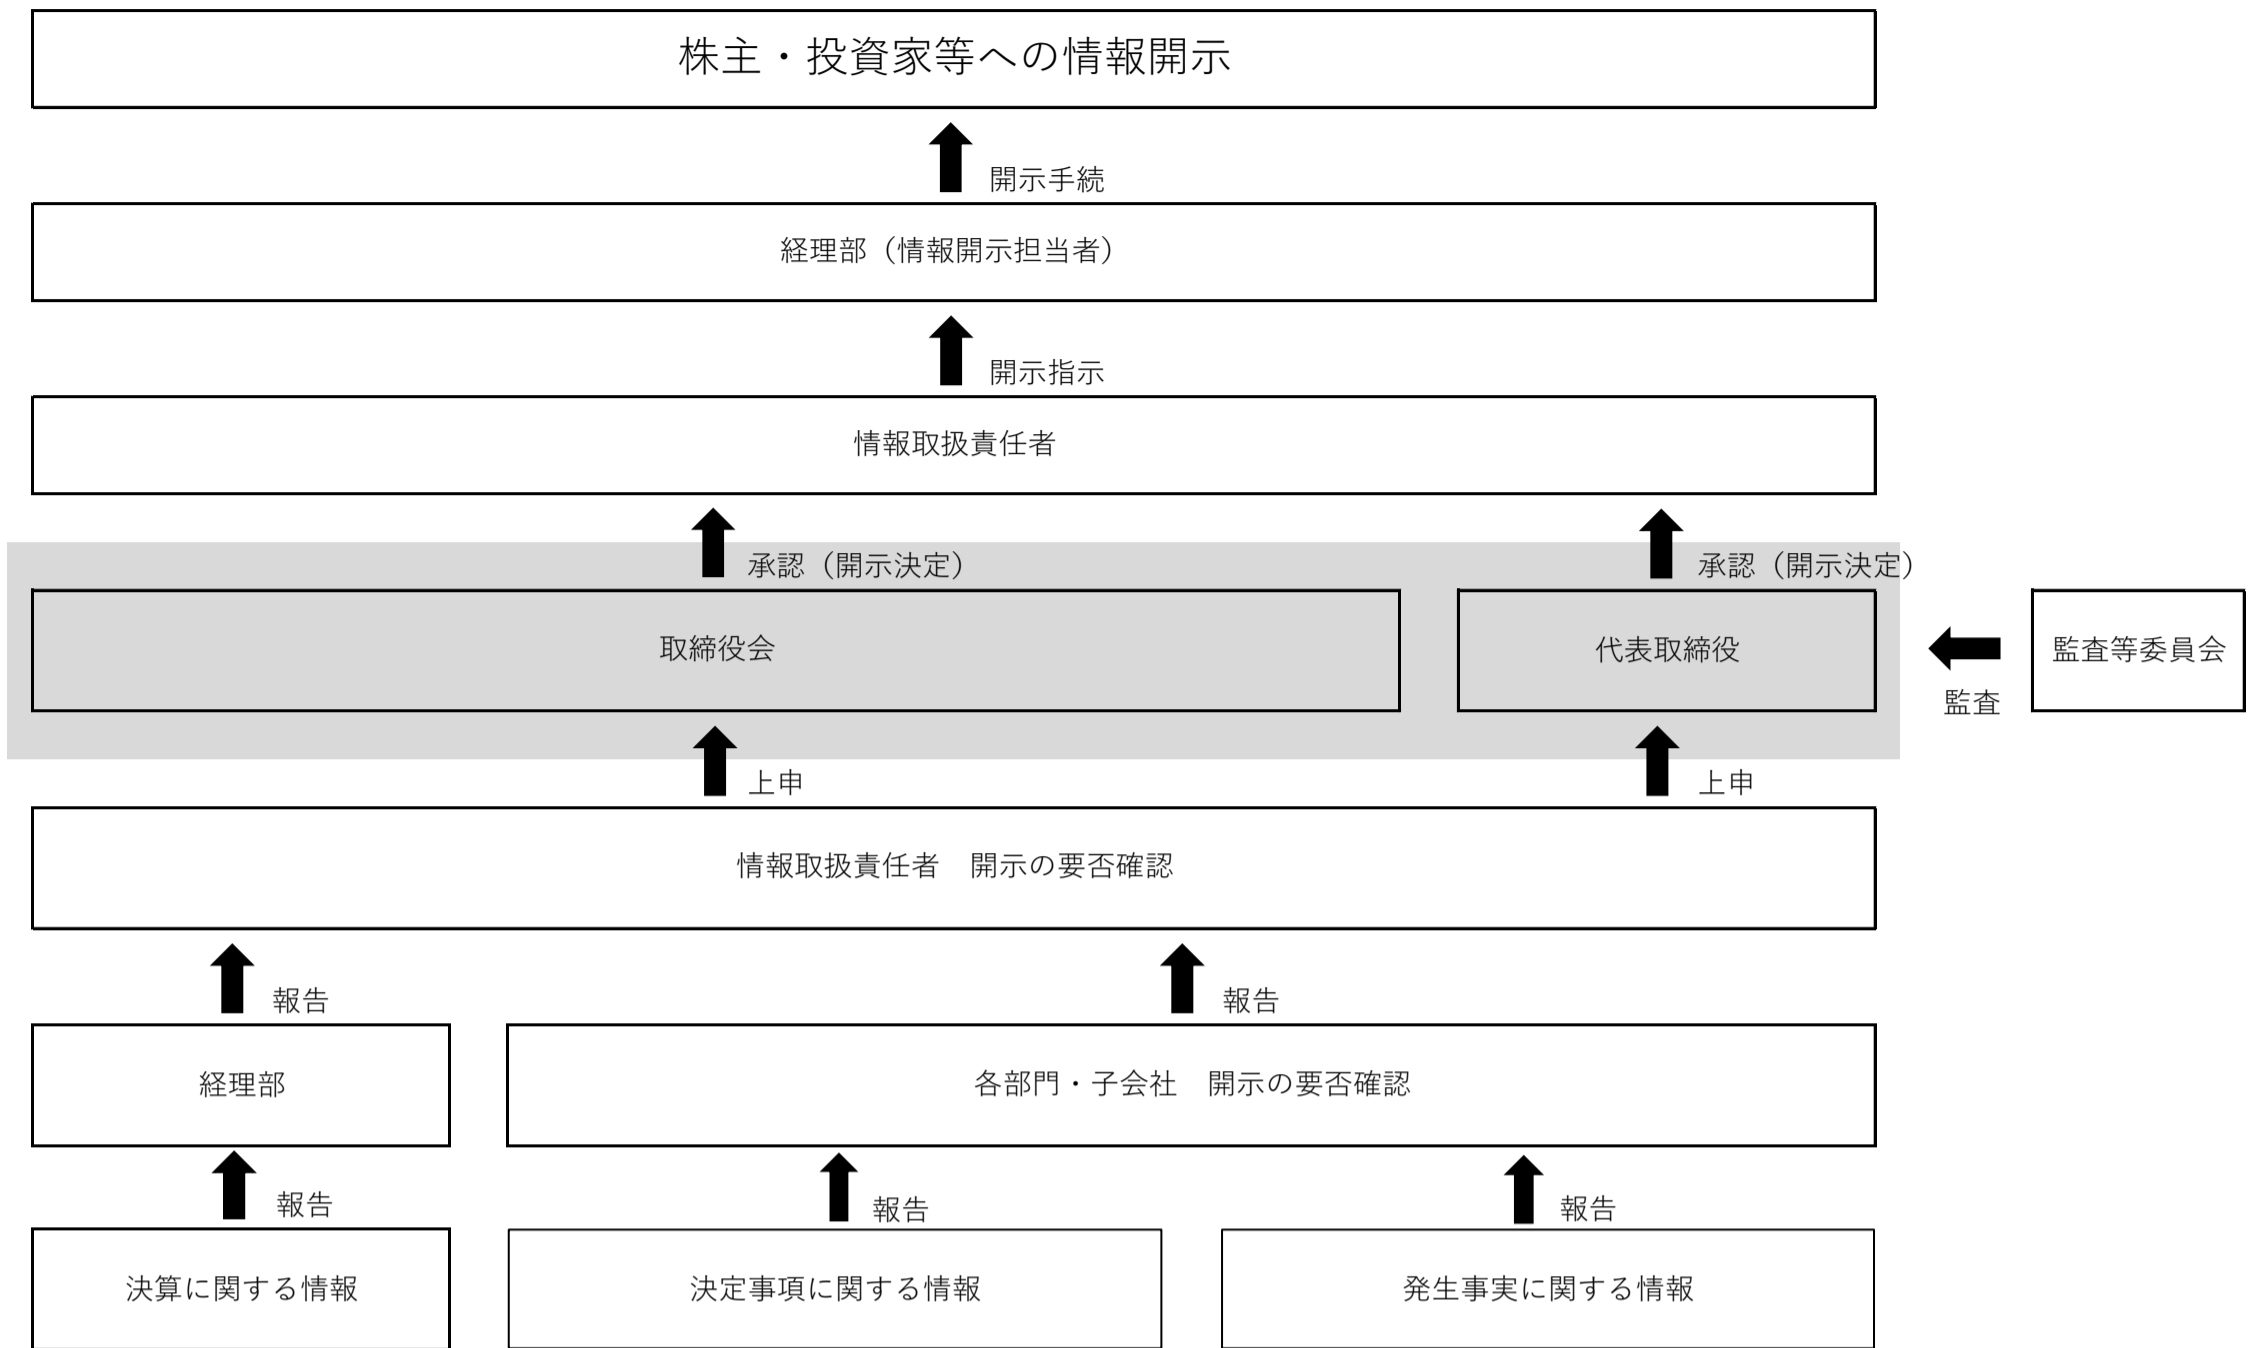 株主・投資家等への情報開示
開示手続
経理部（情報開示担当者）
開示指示
情報取扱責任者
承認（開示決定）
承認（開示決定）
取締役会
代表取締役
監査等委員会
監査
上申
上申
情報取扱責任者　開示の要否確認
報告
報告
経理部
各部門・子会社　開示の要否確認
報告
報告
報告
決算に関する情報
決定事項に関する情報
発生事実に関する情報